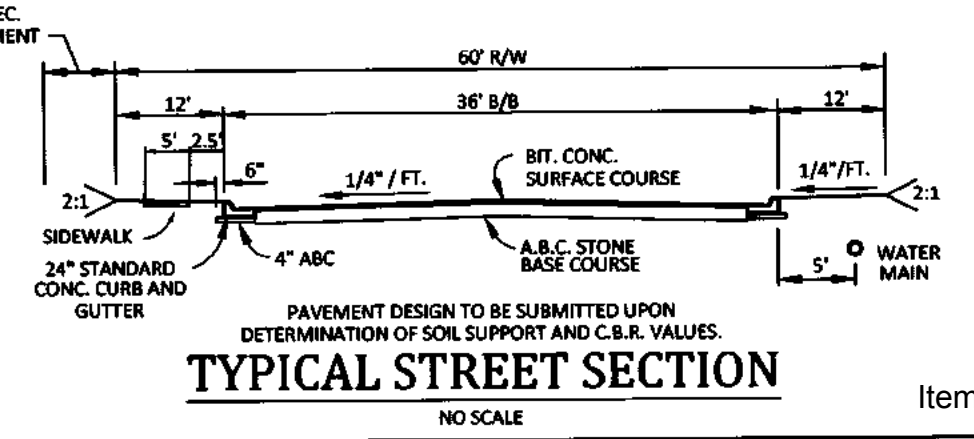 EC.
MENT
60' R/W
12'
36' B/B
12'
5'
2.5'
6"
1/4" / FT.
BIT. CONC.
SURFACE COURSE
1/4"/FT.
2:1
2:1
SIDEWALK
4" ABC
A.B.C. STONE
BASE COURSE
5'
WATER
MAIN
24" STANDARD
CONC. CURB AND
GUTTER
PAVEMENT DESIGN TO BE SUBMITTED UPON
DETERMINATION OF SOIL SUPPORT AND C.B.R. VALUES.
TYPICAL STREET SECTION
NO SCALE
Item